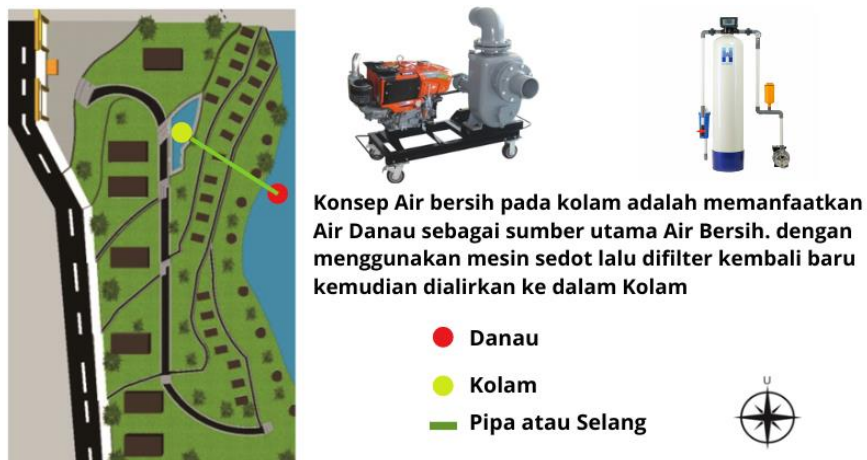 H
Konsep Air bersih pada kolam adalah memanfaatkan
Air Danau sebagai sumber utama Air Bersih. dengan
menggunakan mesin sedot lalu difilter kembali baru
kemudian dialirkan ke dalam Kolam
Danau
Kolam
Pipa atau Selang
U